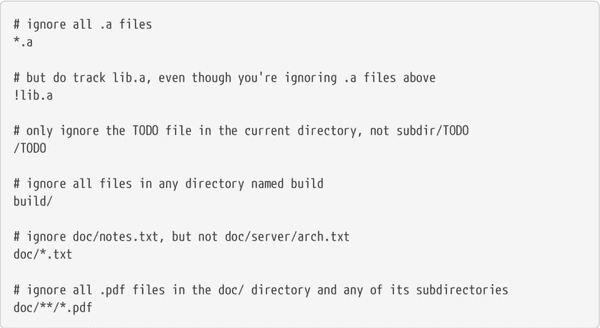 # ignore all .a files
*.a
# but do track lib.a, even though you're ignoring .a files above
!lib.a
# only ignore the TODO file in the current directory, not subdir/TODO
/TODO
# ignore all files in any directory named build
build/
# ignore doc/notes.txt, but not doc/server/arch.txt
doc/*.txt
# ignore all .pdf files in the doc/ directory and any of its subdirectories
doc/**/*.pdf